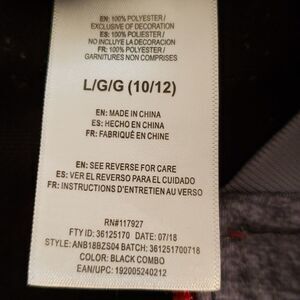 EN: 100% POLYESTER/
EXCLUSIVE OF DECORATION
ES: 100% POLIESTER/
NO INCLUYE LA DECORACION
FR: 100% POLYESTER/
GARNITURES NON COMPRISES
L/G/G (10/12)
EN: MADE IN CHINA
ES: HECHO EN CHINA
FR: FABRIQUÉ EN CHINE
EN: SEE REVERSE FOR CARE
ES: VER EL REVERSO PARA EL CUIDADO
FR: INSTRUCTIONS D'ENTRETIEN AU VERSO
RN#117927
FTY ID: 36125170 DATE: 07/18
STYLE: ANB18BZS04 BATCH: 361251700718
COLOR: BLACK COMBO
EAN/UPC: 192005240212